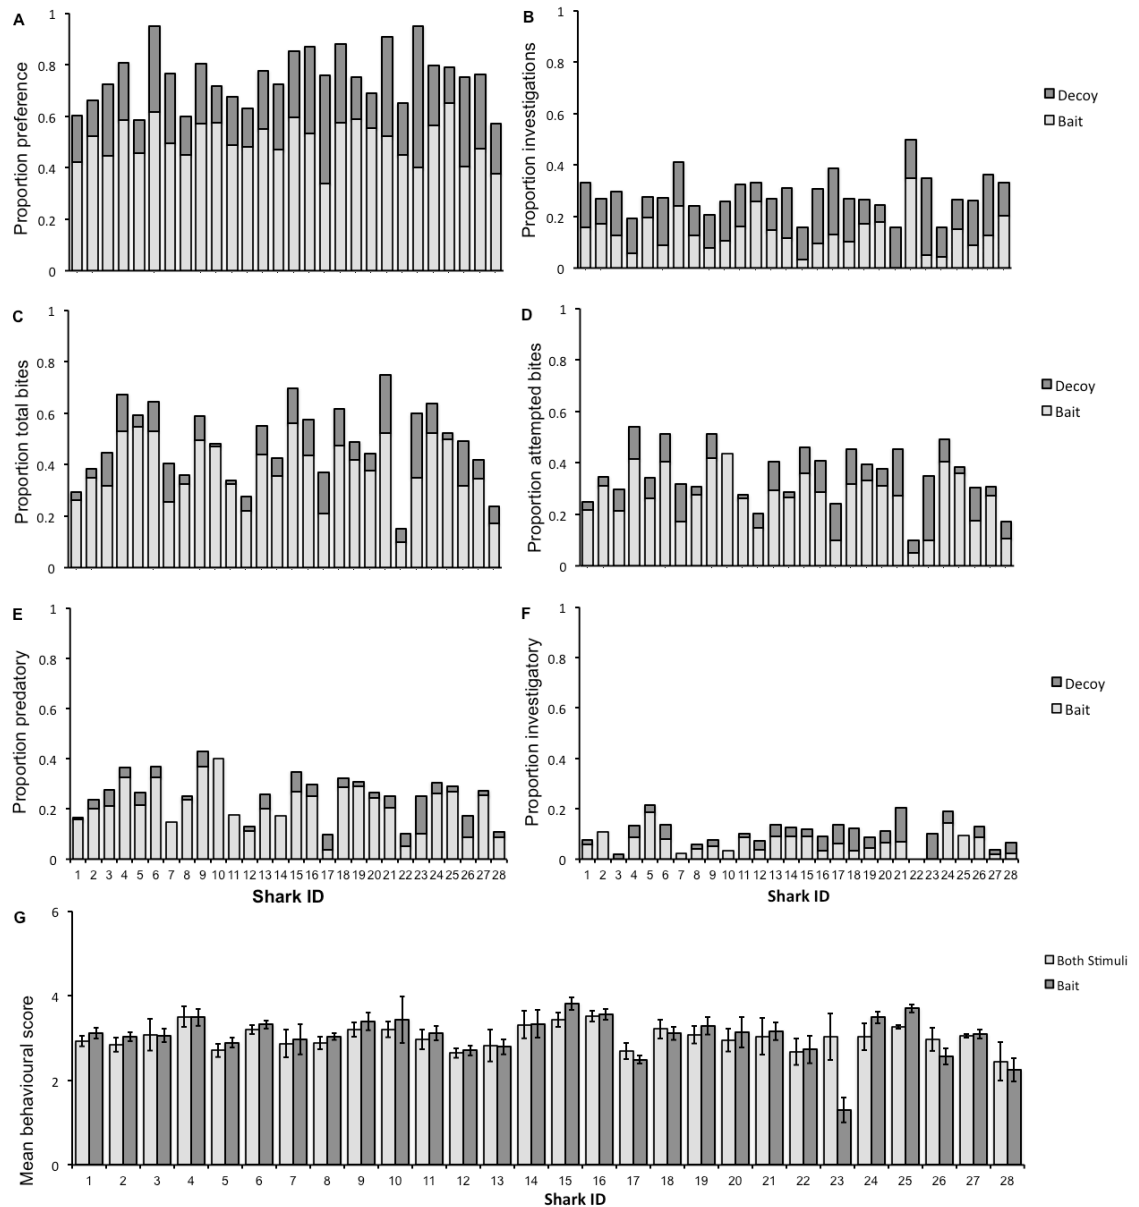 A
Proportion preference
1
0.8
0.6
0.4
0.2
0
B
Proportion investigations
1
0.8
0.6
0.4
0.2
0
Decoy
Bait
C
Proportion total bites
1
0.8
0.6
0.4
0.2
0
D
Proportion attempted bites
1
0.8
0.6
0.4
0.2
0
Decoy
Bait
E
Proportion predatory
1
0.8
0.6
0.4
0.2
0
1 2 3 4 5 6 7 8 9 10 11 12 13 14 15 16 17 18 19 20 21 22 23 24 25 26 27 28
Shark ID
F
Proportion investigatory
1
0.8
0.6
0.4
0.2
0
1 2 3 4 5 6 7 8 9 10 11 12 13 14 15 16 17 18 19 20 21 22 23 24 25 26 27 28
Shark ID
Decoy
Bait
G
Mean behavioural score
6
4
2
0
1 2 3 4 5 6 7 8 9 10 11 12 13 14 15 16 17 18 19 20 21 22 23 24 25 26 27 28
Shark ID
Both Stimuli
Bait